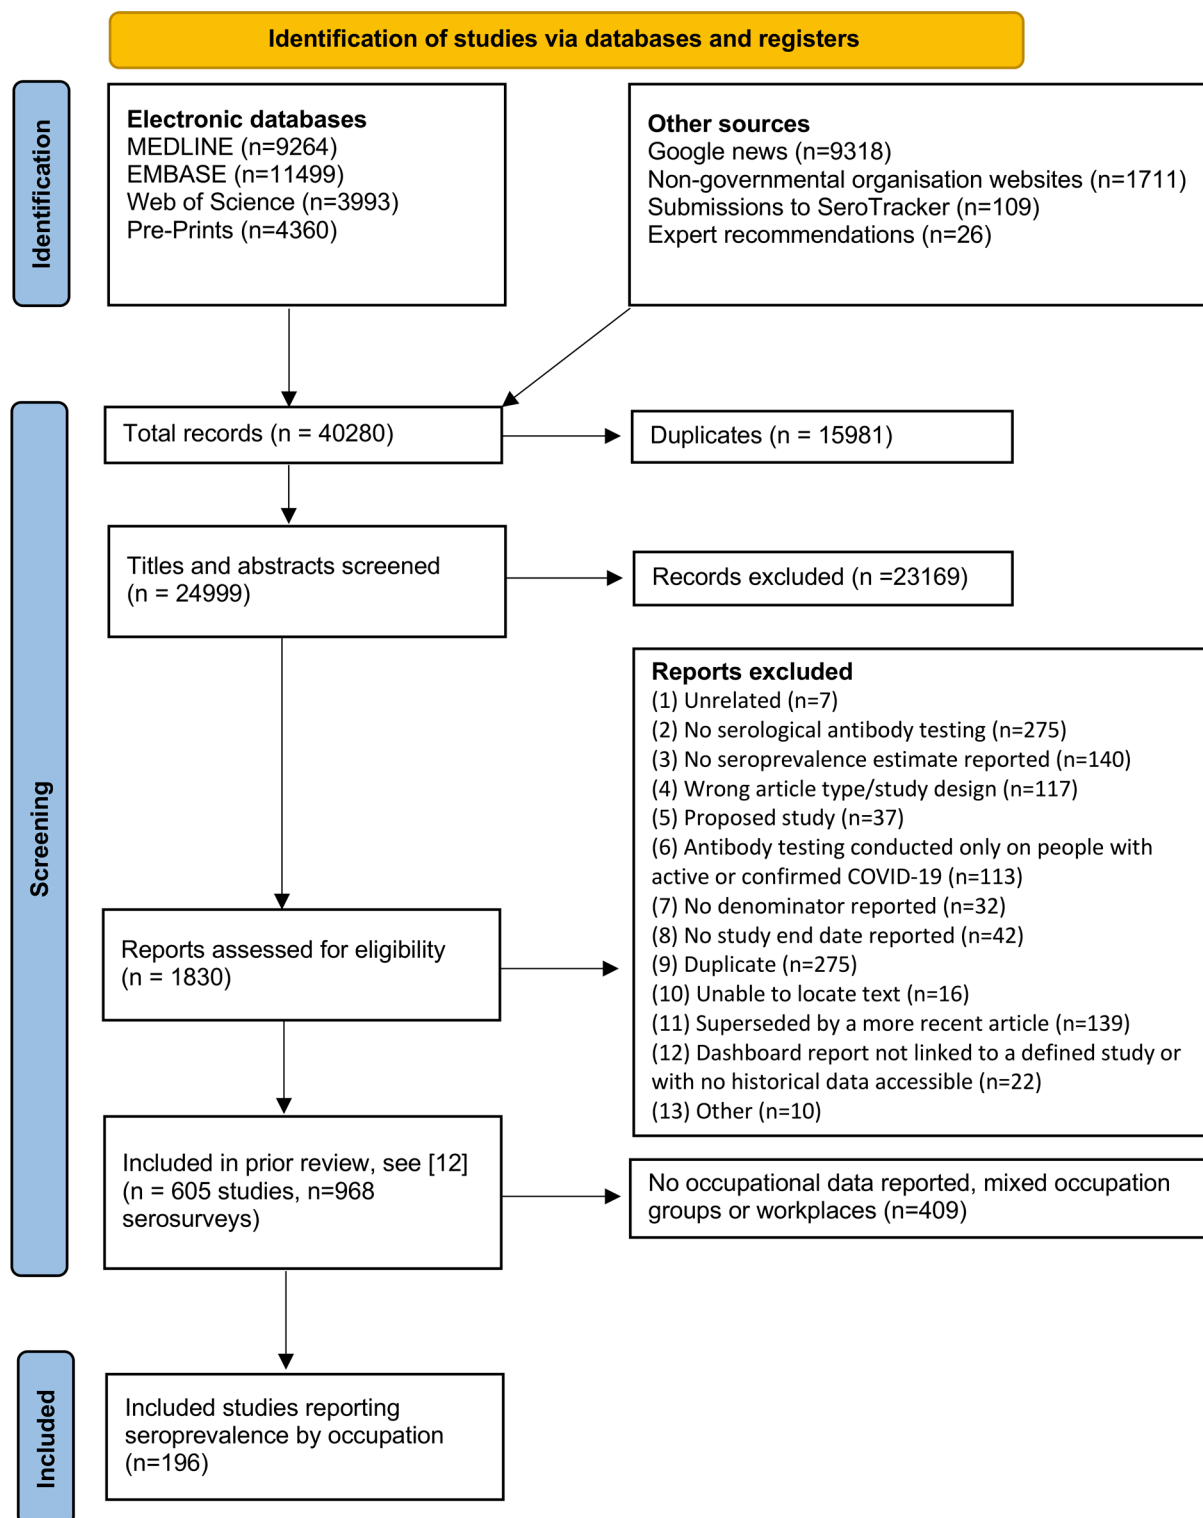 Identification of studies via databases and registers
Identification
Electronic databases
MEDLINE (n=9264)
EMBASE (n=11499)
Web of Science (n=3993)
Pre-Prints (n=4360)
Other sources
Google news (n=9318)
Non-governmental organisation websites (n=1711)
Submissions to SeroTracker (n=109)
Expert recommendations (n=26)
Screening
Total records (n = 40280)
Duplicates (n = 15981)
Titles and abstracts screened
(n = 24999)
Records excluded (n =23169)
Reports assessed for eligibility
(n = 1830)
Reports excluded
(1) Unrelated (n=7)
(2) No serological antibody testing (n=275)
(3) No seroprevalence estimate reported (n=140)
(4) Wrong article type/study design (n=117)
(5) Proposed study (n=37)
(6) Antibody testing conducted only on people with
active or confirmed COVID-19 (n=113)
(7) No denominator reported (n=32)
(8) No study end date reported (n=42)
(9) Duplicate (n=275)
(10) Unable to locate text (n=16)
(11) Superseded by a more recent article (n=139)
(12) Dashboard report not linked to a defined study or
with no historical data accessible (n=22)
(13) Other (n=10)
Included in prior review, see [12]
(n = 605 studies, n=968
serosurveys)
No occupational data reported, mixed occupation
groups or workplaces (n=409)
Included
Included studies reporting
seroprevalence by occupation
(n=196)